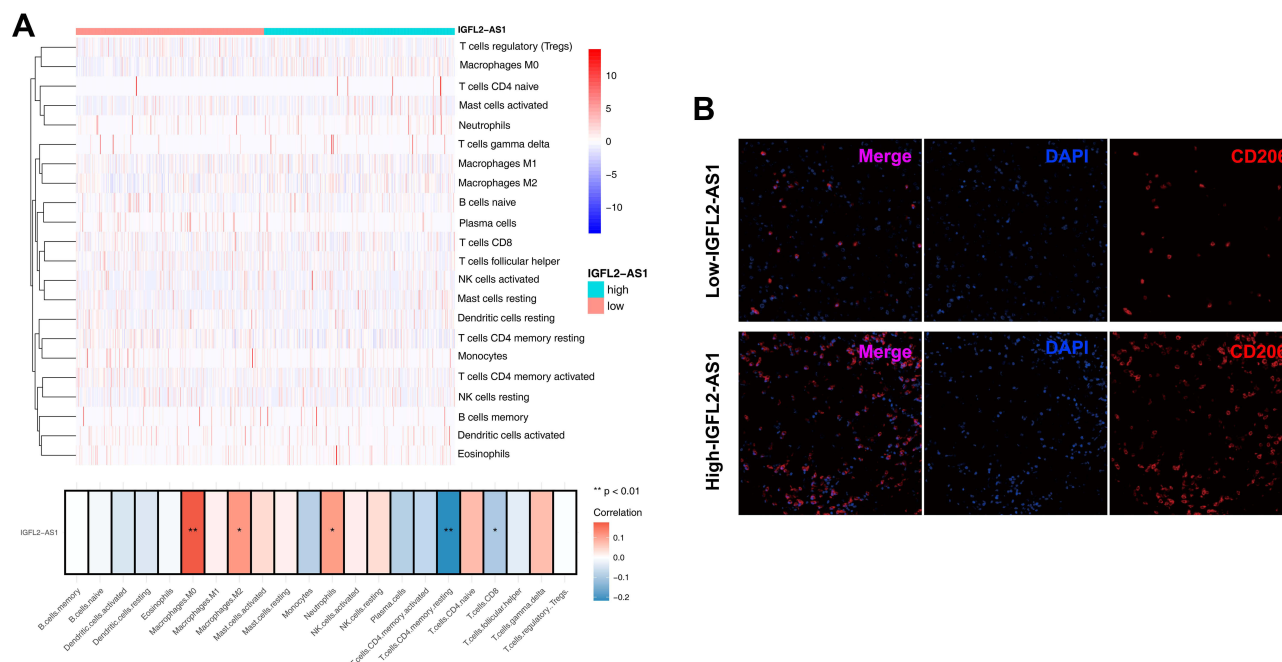 A
IGFL2-AS1
T cells regulatory (Tregs)
Macrophages M0
T cells CD4 naive
Mast cells activated
Neutrophils
T cells gamma delta
Macrophages M1
Macrophages M2
B cells naive
Plasma cells
T cells CD8
T cells follicular helper
NK cells activated
Mast cells resting
Dendritic cells resting
T cells CD4 memory resting
Monocytes
T cells CD4 memory activated
NK cells resting
B cells memory
Dendritic cells activated
Eosinophils
10
5
0
-5
-10
IGFL2-AS1
high
low
IGFL2-AS1
** * * ** *
** p < 0.01
Correlation
0.1
0.0
-0.1
-0.2
B.cells.memory
B.cells.naive
Dendritic.cells.activated
Dendritic.cells.resting
Eosinophils
Macrophages.M0
Macrophages.M1
Macrophages.M2
Mast.cells.activated
Mast.cells.resting
Monocytes
Neutrophils
NK.cells.activated
NK.cells.resting
Plasma.cells
T.cells.CD4.memory.activated
T.cells.CD4.memory.resting
T.cells.CD4.naive
T.cells.CD8
T.cells.follicular.helper
T.cells.gamma.delta
T.cells.regulatory..Tregs.
B
Low-IGFL2-AS1
Merge DAPI CD206
High-IGFL2-AS1
Merge DAPI CD206